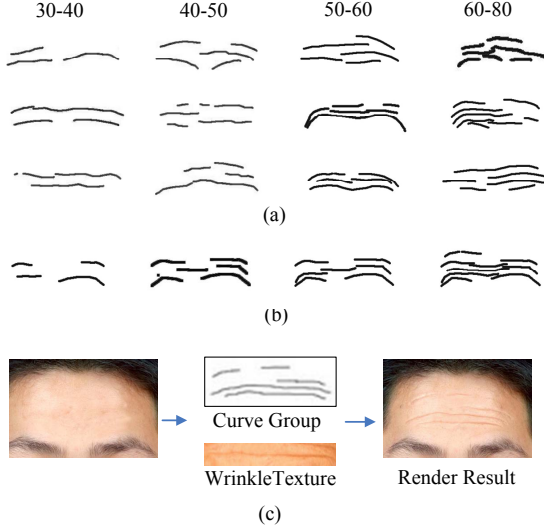 30-40 40-50 50-60 60-80
(a)
(b)
Curve Group
WrinkleTexture Render Result
(c)